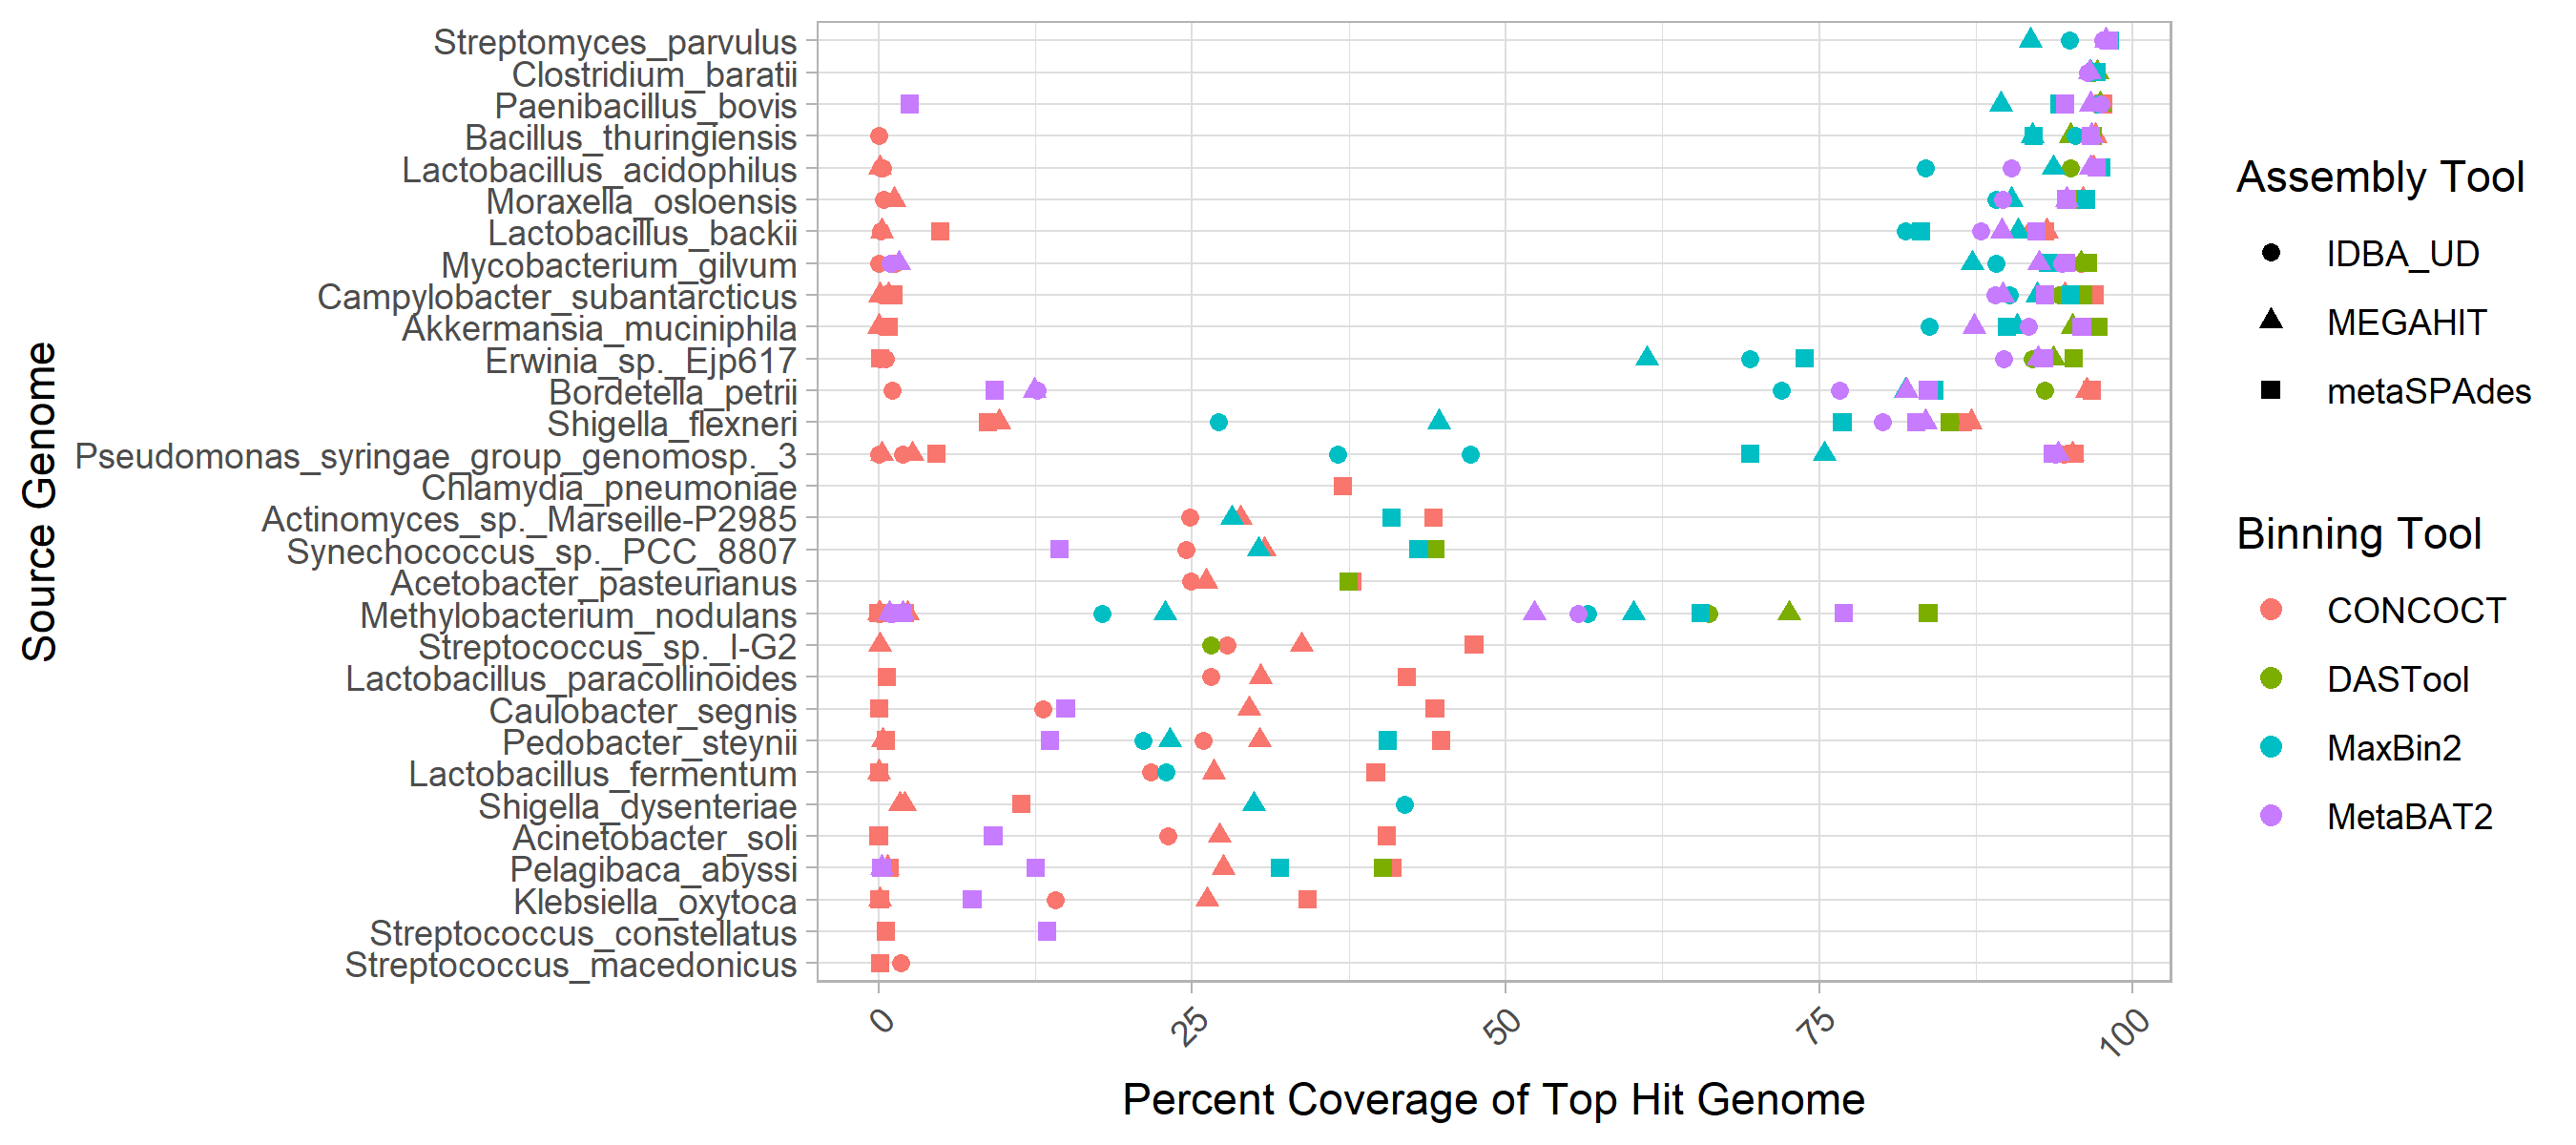 Source Genome
Streptomyces_parvulus
Clostridium_baratii
Paenibacillus_bovis
Bacillus_thuringiensis
Lactobacillus_acidophilus
Moraxella_osloensis
Lactobacillus_backii
Mycobacterium_gilvum
Campylobacter_subantarcticus
Akkermansia_muciniphila
Erwinia_sp._Ejp617
Bordetella_petrii
Shigella_flexneri
Pseudomonas_syringae_group_genomosp._3
Chlamydia_pneumoniae
Actinomyces_sp._Marseille-P2985
Synechococcus_sp._PCC_8807
Acetobacter_pasteurianus
Methylobacterium_nodulans
Streptococcus_sp._I-G2
Lactobacillus_paracollinoides
Caulobacter_segnis
Pedobacter_steynii
Lactobacillus_fermentum
Shigella_dysenteriae
Acinetobacter_soli
Pelagibaca_abyssi
Klebsiella_oxytoca
Streptococcus_constellatus
Streptococcus_macedonicus
0 25 50 75 100
Percent Coverage of Top Hit Genome
Assembly Tool
IDBA_UD
MEGAHIT
metaSPAdes
Binning Tool
CONCOCT
DASTool
MaxBin2
MetaBAT2